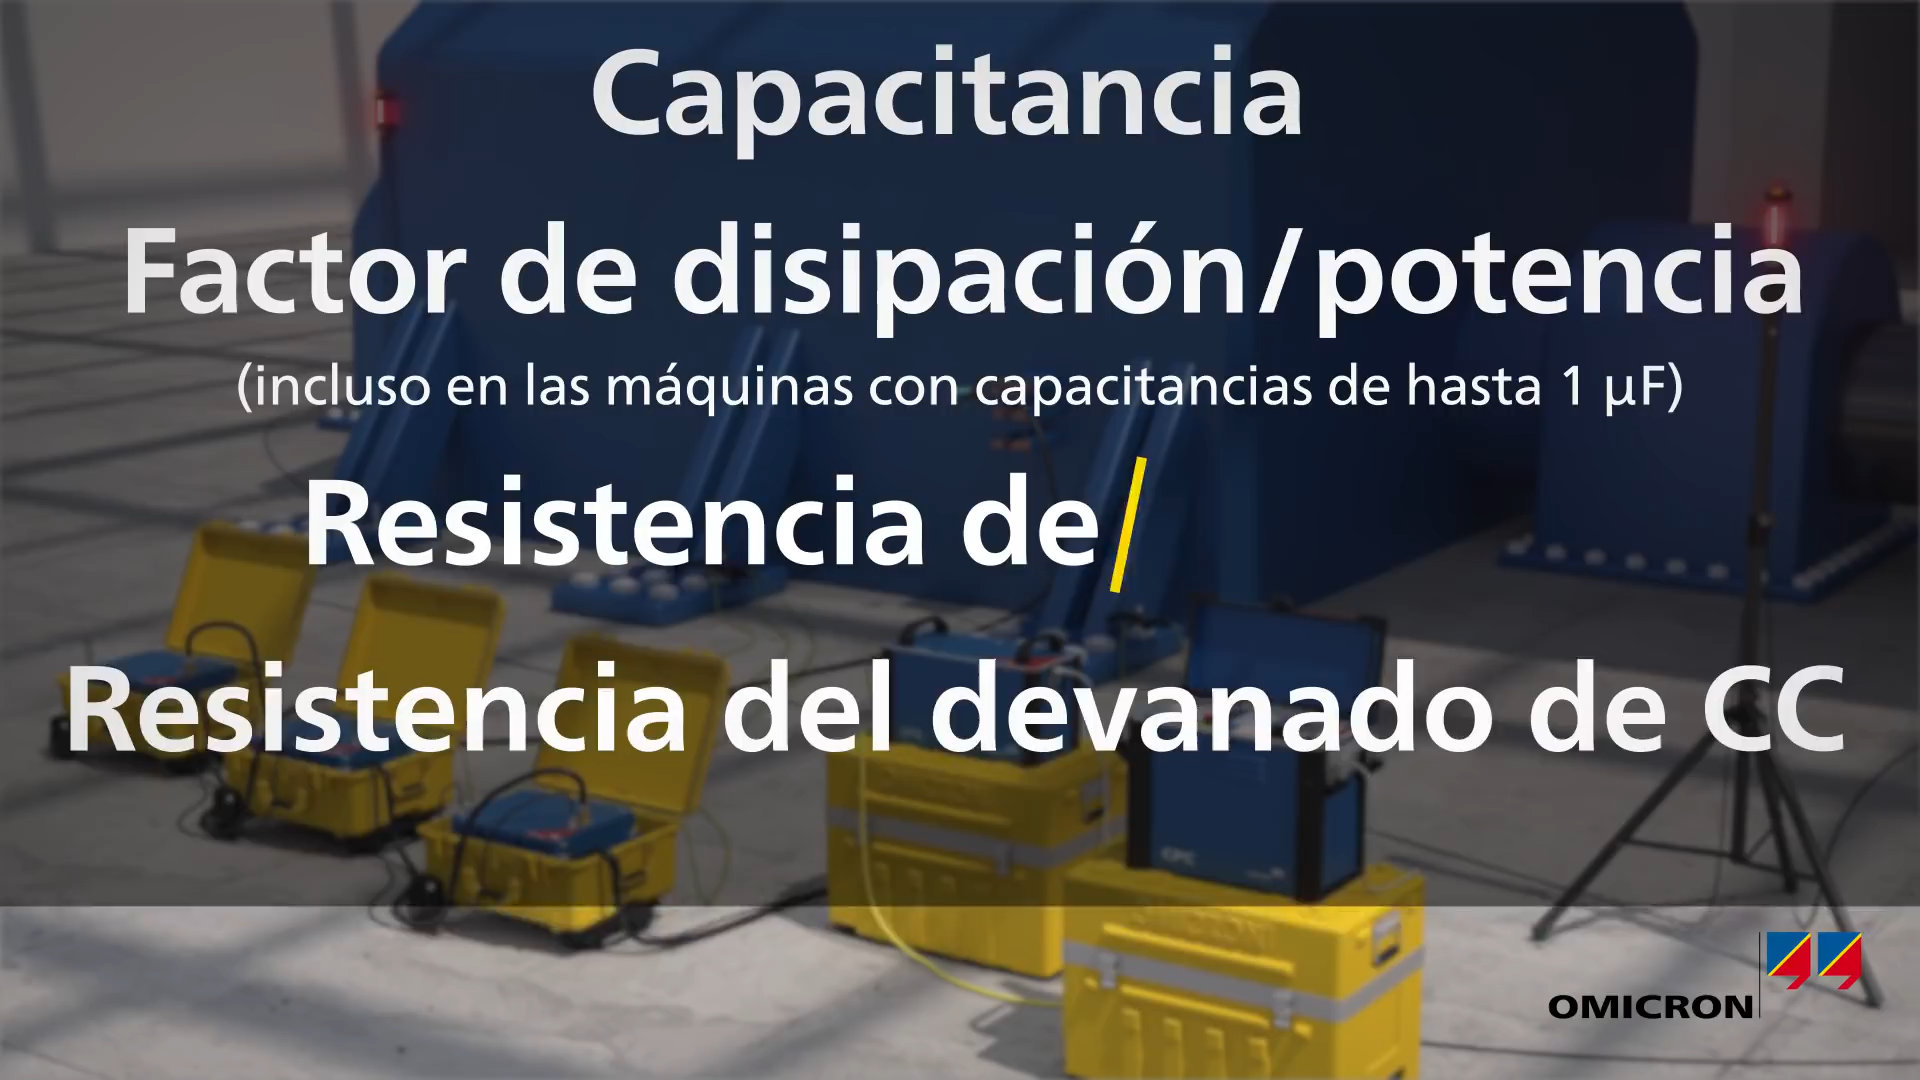 Capacitancia
Factor de disipación/potencia
(incluso en las máquinas con capacitancias de hasta 1 µF)
Resistencia de
Resistencia del devanado de CC
CPC
OMICRON